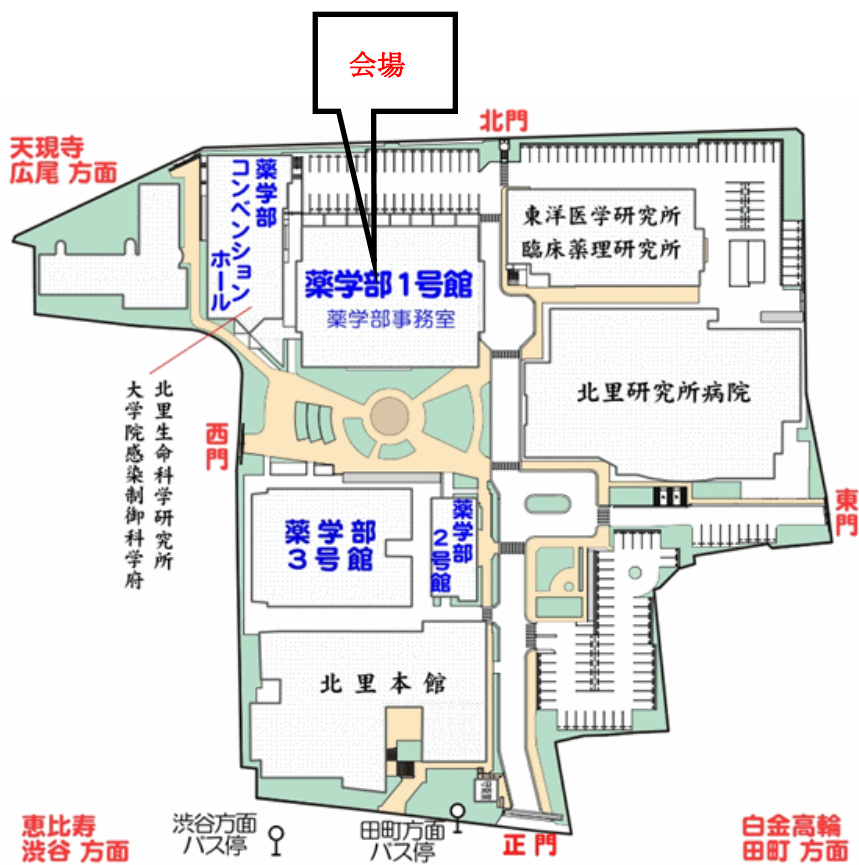 会場
北門
天現寺
広尾 方面
薬学部
コンベンション
ホール
東洋医学研究所
臨床薬理研究所
薬学部1号館
薬学部事務室
北里研究所病院
北里生命科学研究所
大学院感染制御科学府
西門
東門
薬学部
3号館
薬学部
2号館
北里本館
恵比寿
渋谷 方面
渋谷方面
バス停
田町方面
バス停
正門
白金高輪
田町 方面